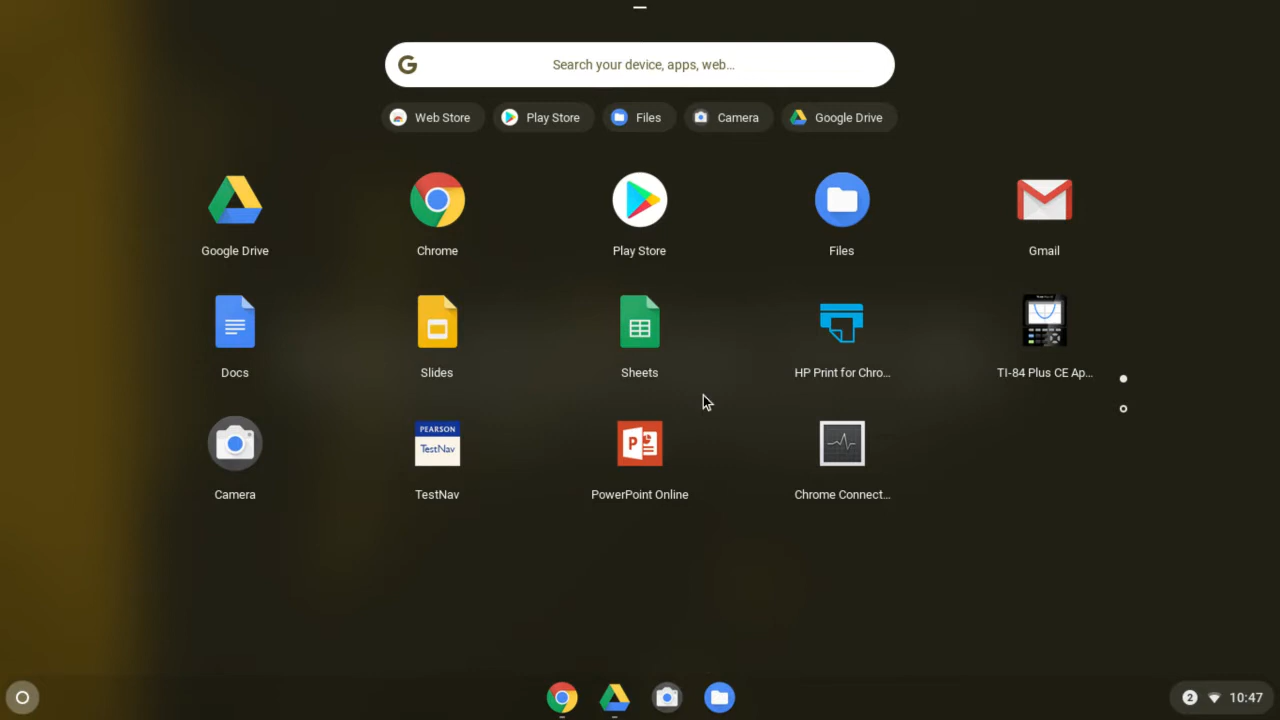 Search your device, apps, web...
Web Store
Play Store
Files
Camera
Google Drive
Google Drive
Chrome
Play Store
Files
Gmail
Docs
Slides
Sheets
HP Print for Chro...
TI-84 Plus CE Ap...
PEARSON
TestNav
Camera
TestNav
PowerPoint Online
Chrome Connect...
2
10:47